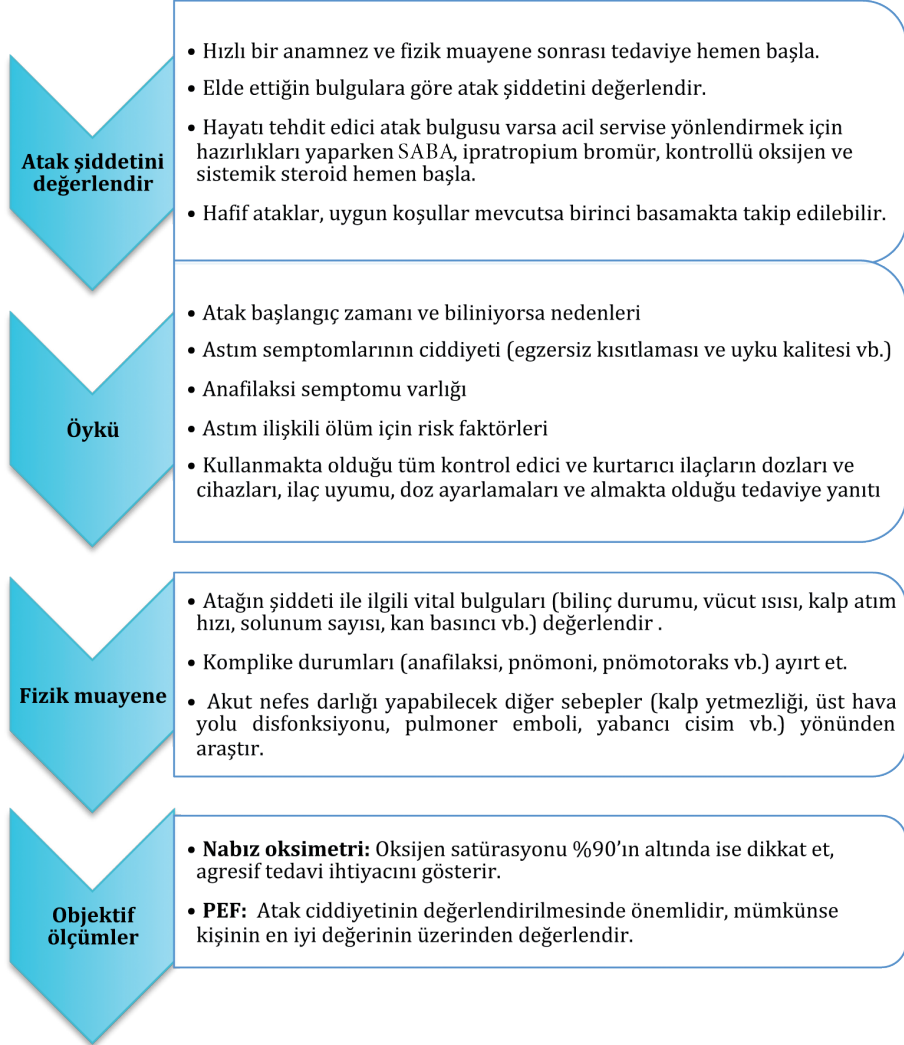 Atak şiddetini
değerlendir
• Hızlı bir anamnez ve fizik muayene sonrası tedaviye hemen başla.
• Elde ettiğin bulgulara göre atak şiddetini değerlendir.
• Hayatı tehdit edici atak bulgusu varsa acil servise yönlendirmek için
hazırlıkları yaparken SABA, ipratropium bromür, kontrollü oksijen ve
sistemik steroid hemen başla.
• Hafif ataklar, uygun koşullar mevcutsa birinci basamakta takip edilebilir.
Öykü
• Atak başlangıç zamanı ve biliniyorsa nedenleri
• Astım semptomlarının ciddiyeti (egzersiz kısıtlaması ve uyku kalitesi vb.)
• Anafilaksi semptomu varlığı
• Astım ilişkili ölüm için risk faktörleri
• Kullanmakta olduğu tüm kontrol edici ve kurtarıcı ilaçların dozları ve
cihazları, ilaç uyumu, doz ayarlamaları ve almakta olduğu tedaviye yanıtı
Fizik muayene
• Atağın şiddeti ile ilgili vital bulguları (bilinç durumu, vücut ısısı, kalp atım
hızı, solunum sayısı, kan basıncı vb.) değerlendir .
• Komplike durumları (anafilaksi, pnömoni, pnömotoraks vb.) ayırt et.
• Akut nefes darlığı yapabilecek diğer sebepler (kalp yetmezliği, üst hava
yolu disfonksiyonu, pulmoner emboli, yabancı cisim vb.) yönünden
araştır.
Objektif
ölçümler
• Nabız oksimetri: Oksijen satürasyonu %90’ın altında ise dikkat et,
agresif tedavi ihtiyacını gösterir.
• PEF: Atak ciddiyetinin değerlendirilmesinde önemlidir, mümkünse
kişinin en iyi değerinin üzerinden değerlendir.